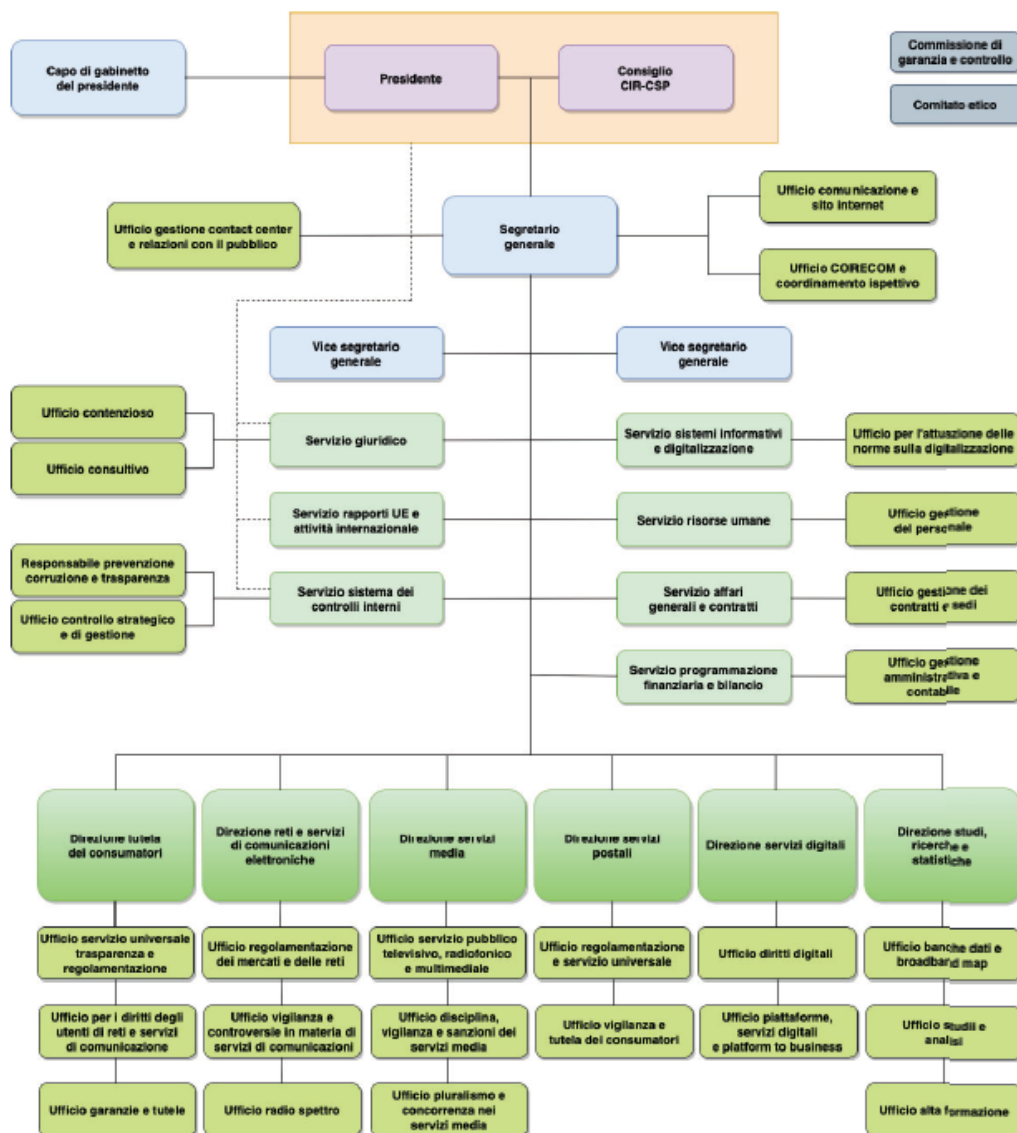 Capo di gabinetto
del presidente
Presidente
Consiglio
CIR-CSP
Commissione di
garanzia e controllo
Comitato etico
Ufficio gestione contact center
e relazioni con il pubblico
Segretario
generale
Ufficio comunicazione e
sito internet
Ufficio CORECOM e
coordinamento ispettivo
Vice segretario
generale
Vice segretario
generale
Ufficio contenzioso
Ufficio consultivo
Servizio giuridico
Servizio sistemi informativi
e digitalizzazione
Ufficio per l'attuazione delle
norme sulla digitalizzazione
Servizio rapporti UE e
attività internazionale
Servizio risorse umane
Ufficio gestione
del personale
Responsabile prevenzione
corruzione e trasparenza
Ufficio controllo strategico
e di gestione
Servizio sistema dei
controlli interni
Servizio affari
generali e contratti
Ufficio gestione dei
contratti e sedi
Servizio programmazione
finanziaria e bilancio
Ufficio gestione
amministrativa e
contabile
Direzione tutela
dei consumatori
Direzione reti e servizi
di comunicazioni
elettroniche
Direzione servizi
media
Direzione servizi
postali
Direzione servizi digitali
Direzione studi,
ricerche e
statistiche
Ufficio servizio universale
trasparenza e
regolamentazione
Ufficio regolamentazione
dei mercati e delle reti
Ufficio servizio pubblico
televisivo, radiofonico
e multimediale
Ufficio regolamentazione
e servizio universale
Ufficio diritti digitali
Ufficio banche dati e
broadband map
Ufficio per i diritti degli
utenti di reti e servizi
di comunicazione
Ufficio vigilanza e
controversie in materia di
servizi di comunicazioni
Ufficio disciplina,
vigilanza e sanzioni dei
servizi media
Ufficio vigilanza e
tutela dei consumatori
Ufficio piattaforme,
servizi digitali
e platform to business
Ufficio studii e
analisi
Ufficio garanzie e tutele
Ufficio radio spettro
Ufficio pluralismo e
concorrenza nei
servizi media
Ufficio alta formazione